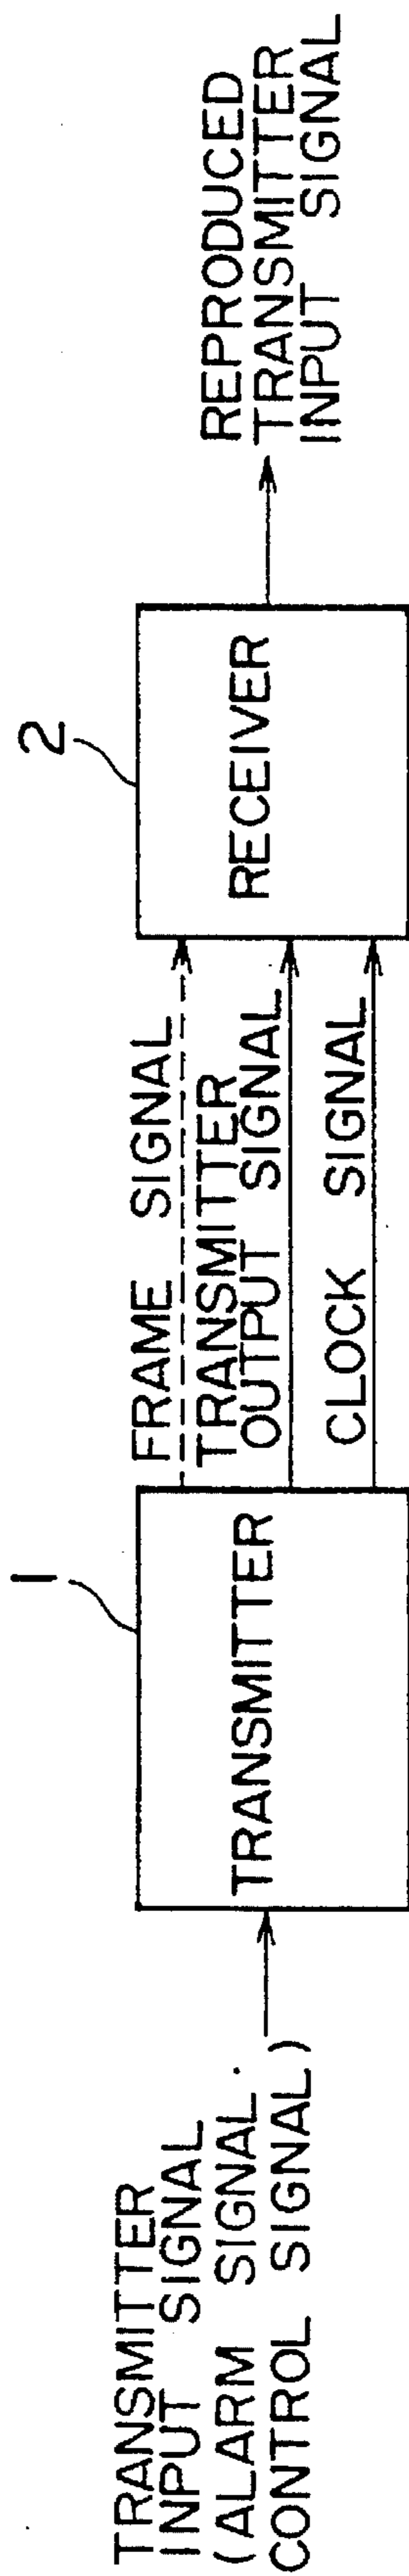 TRANSMITTER
INPUT SIGNAL
(ALARM SIGNAL ·
CONTROL SIGNAL)
1
TRANSMITTER
FRAME SIGNAL
TRANSMITTER
OUTPUT SIGNAL
CLOCK SIGNAL
2
RECEIVER
REPRODUCED
TRANSMITTER
INPUT SIGNAL